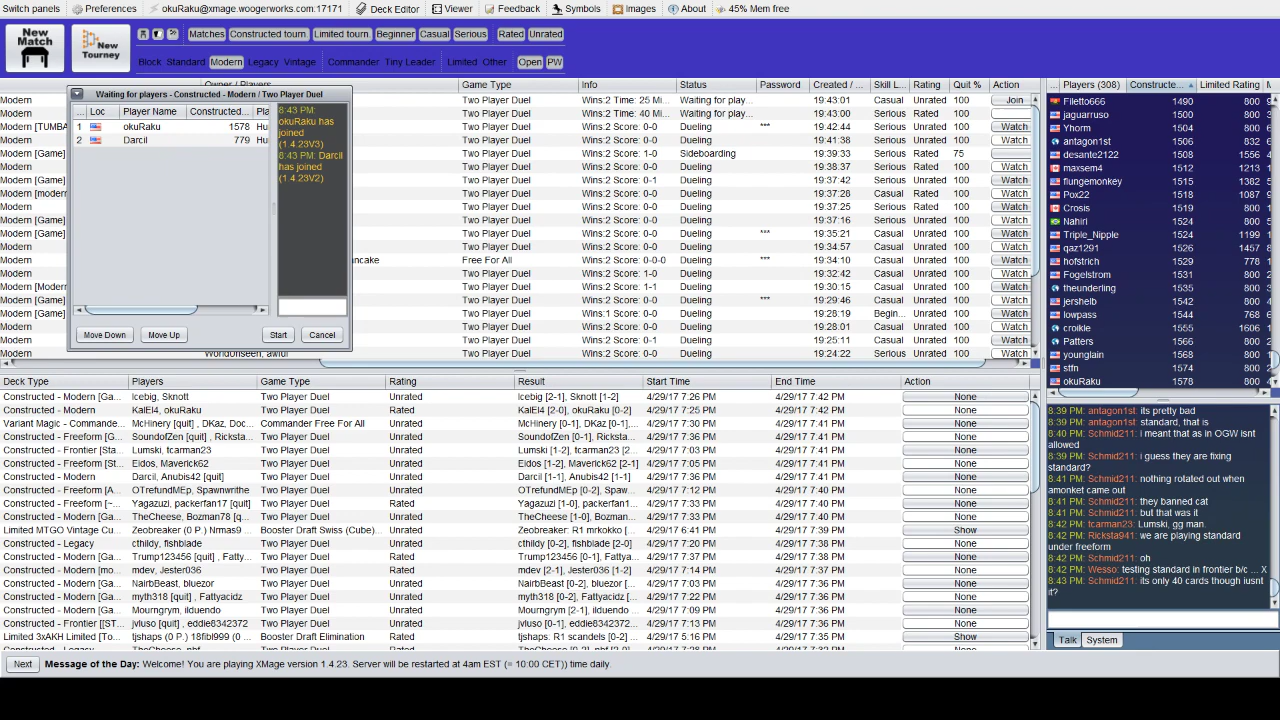 Switch panels Preferences okuRaku@xmage.woogerworks.com:17171 Deck Editor Viewer Feedback Symbols Images About 45% Mem free
New Match
New Tourney
Matches Constructed tourn. Limited tourn. Beginner Casual Serious Rated Unrated
Block Standard Modern Legacy Vintage Commander Tiny Leader Limited Other Open PW
Owner / Players Game Type Info Status Password Created / Skill L... Rating Quit % Action
Modern Two Player Duel Wins:2 Time: 25 Mi... Waiting for play... 19:43:01 Casual Unrated 100 Join
Modern Two Player Duel Wins:2 Time: 40 Mi... Waiting for play... 19:43:00 Serious Rated 100
Modern [TUMBA Two Player Duel Wins:2 Score: 0-0 Dueling *** 19:42:44 Serious Unrated 100 Watch
Modern Two Player Duel Wins:2 Score: 0-0 Dueling 19:41:38 Serious Unrated 100 Watch
Modern [Game] Two Player Duel Wins:2 Score: 1-0 Sideboarding 19:39:33 Serious Rated 75
Modern Two Player Duel Wins:2 Score: 0-0 Dueling 19:38:37 Casual Rated 100 Watch
Modern [Game] Two Player Duel Wins:2 Score: 0-1 Dueling 19:37:42 Serious Unrated 100 Watch
Modern [modern Two Player Duel Wins:2 Score: 0-0 Dueling 19:37:28 Casual Rated 100 Watch
Modern Two Player Duel Wins:2 Score: 0-0 Dueling 19:37:25 Serious Rated 100 Watch
Modern Two Player Duel Wins:2 Score: 0-0 Dueling 19:37:16 Serious Unrated 100 Watch
Modern [Game] Two Player Duel Wins:2 Score: 0-0 Dueling *** 19:35:21 Serious Unrated 100 Watch
Modern Two Player Duel Wins:2 Score: 0-0 Dueling 19:34:57 Casual Unrated 100 Watch
Modern ancake Free For All Wins:2 Score: 0-0-0 Dueling *** 19:34:10 Casual Unrated 100 Watch
Modern Two Player Duel Wins:2 Score: 1-0 Dueling 19:32:42 Casual Unrated 100 Watch
Modern [Modern Two Player Duel Wins:2 Score: 1-1 Dueling 19:30:15 Casual Unrated 100 Watch
Modern [Game] Two Player Duel Wins:2 Score: 0-0 Dueling *** 19:29:46 Serious Unrated 100 Watch
Modern [Game] Two Player Duel Wins:1 Score: 0-0 Dueling 19:28:19 Begin... Unrated 100 Watch
Modern Two Player Duel Wins:2 Score: 0-0 Dueling 19:28:01 Casual Unrated 100 Watch
Modern WondUnseen, awful Two Player Duel Wins:2 Score: 0-0 Dueling 19:24:22 Serious Unrated 100 Watch
Waiting for players - Constructed - Modern / Two Player Duel
... Loc Player Name Constructed... Pla
1 okuRaku 1578 Hu
2 Darcil 779 Hu
8:43 PM:
okuRaku has
joined
(1.4.23V3)
8:43 PM: Darcil
has joined
(1.4.23V2)
Move Down Move Up Start Cancel
... Players (308) Constructe... Limited Rating M
Filetto666 1490 800
jaguarruso 1500 800
Yhorm 1508 800
antagon1st 1506 832
desante2122 1508 1556
maxsem4 1512 1213
flungemonkey 1515 1382
Pox22 1518 1087
Crosis 1519 800
Nahiri 1524 800
Triple_Nipple 1524 1199
qaz1291 1526 1457
hofstrich 1529 778
Fogelstrom 1531 800
theunderling 1535 800
jershelb 1542 800
lowpass 1544 800
croikle 1555 1606
Patters 1556 800
younglain 1568 800
stfn 1574 800
okuRaku 1578 800
Deck Type Players Game Type Rating Result Start Time End Time Action
Constructed - Modern [Ga... Icebig, Sknott Two Player Duel Unrated Icebig [2-1], Sknott [1-2] 4/29/17 7:26 PM 4/29/17 7:42 PM None
Constructed - Modern KalEl4, okuRaku Two Player Duel Rated KalEl4 [2-0], okuRaku [0-2] 4/29/17 7:25 PM 4/29/17 7:42 PM None
Variant Magic - Commande... McHinery [quit] , DKaz, Doc... Commander Free For All Unrated McHinery [0-1], DKaz [0-1], ... 4/29/17 7:30 PM 4/29/17 7:41 PM None
Constructed - Freeform [G... SoundofZen [quit] , Ricksta... Two Player Duel Unrated SoundofZen [0-2], Ricksta... 4/29/17 7:36 PM 4/29/17 7:41 PM None
Constructed - Frontier [Ga... Lumski, tcarman23 Two Player Duel Unrated Lumski [1-2], tcarman23 [2... 4/29/17 7:03 PM 4/29/17 7:41 PM None
Constructed - Freeform [St... Eidos, Maverick62 Two Player Duel Unrated Eidos [1-2], Maverick62 [2-1] 4/29/17 7:07 PM 4/29/17 7:41 PM None
Constructed - Modern Darcil, Anubis42 [quit] Two Player Duel Unrated Darcil [1-1], Anubis42 [1-1] 4/29/17 7:26 PM 4/29/17 7:41 PM None
Constructed - Freeform [G... OTrefundMEp, Spawnwrithe Two Player Duel Unrated OTrefundMEp [0-2], Spaw... 4/29/17 7:12 PM 4/29/17 7:40 PM None
Constructed - Freeform [~... Yagazuzi, packerfan17 [quit] Two Player Duel Unrated Yagazuzi [1-0], packerfan1... 4/29/17 7:33 PM 4/29/17 7:40 PM None
Constructed - Modern [Ga... TheCheese, Bozman78 [q... Two Player Duel Unrated TheCheese [1-0], Bozman... 4/29/17 7:33 PM 4/29/17 7:40 PM None
Limited MTGO Vintage Cu... Zeobreaker (0 P.) Nrmas9 ... Booster Draft Swiss (Cube)... Unrated Zeobreaker: R1 mrkokko ... 4/29/17 6:41 PM 4/29/17 7:39 PM Show
Constructed - Legacy cthildy, fishblade Two Player Duel Unrated cthildy [0-2], fishblade [2-0] 4/29/17 7:32 PM 4/29/17 7:38 PM None
Constructed - Modern [Ga... Trump123456 [quit] , Fatty... Two Player Duel Rated Trump123456 [0-2], Fattya... 4/29/17 7:37 PM 4/29/17 7:38 PM None
Constructed - Modern [mo... mdev, Jester036 Two Player Duel Unrated mdev [2-1], Jester036 [1-2] 4/29/17 7:14 PM 4/29/17 7:37 PM None
Constructed - Modern [Ga... NairbBeast, bluezor Two Player Duel Unrated NairbBeast [0-2], bluezor [... 4/29/17 7:22 PM 4/29/17 7:36 PM None
Constructed - Modern [Ga... myth318 [quit] , Fattyacidz Two Player Duel Unrated myth318 [0-2], Fattyacidz [... 4/29/17 7:32 PM 4/29/17 7:36 PM None
Constructed - Modern [Ga... Mourngrym, ilduendo Two Player Duel Unrated Mourngrym [2-1], ilduendo ... 4/29/17 7:09 PM 4/29/17 7:36 PM None
Constructed - Frontier [[ST... jvluso [quit] , eddie8342372 Two Player Duel Unrated jvluso [0-1], eddie8342372... 4/29/17 7:13 PM 4/29/17 7:36 PM None
Limited 3xAKH Limited [To... tjshaps (0 P.) 18fibl999 (0 ... Booster Draft Elimination Rated tjshaps: R1 scandels [0-2] ... 4/29/17 5:16 PM 4/29/17 7:35 PM Show
8:39 PM: antagon1st: its pretty bad
8:39 PM: antagon1st: standard, that is
8:40 PM: Schmid211: i meant that as in OGW isnt
allowed
8:39 PM: Schmid211: i guess they are fixing
standard?
8:41 PM: Schmid211: nothing rotated out when
amonket came out
8:41 PM: Schmid211: they banned cat
8:41 PM: Schmid211: but that was it
8:42 PM: tcarman23: Lumski, gg man.
8:42 PM: Ricksta941: we are playing standard
under freeform
8:42 PM: Schmid211: oh
8:42 PM: Wesso: testing standard in frontier b/c ... X
8:43 PM: Schmid211: its only 40 cards though isunt
it?
Talk System
Next Message of the Day: Welcome! You are playing XMage version 1.4.23. Server will be restarted at 4am EST (= 10:00 CET)) time daily.